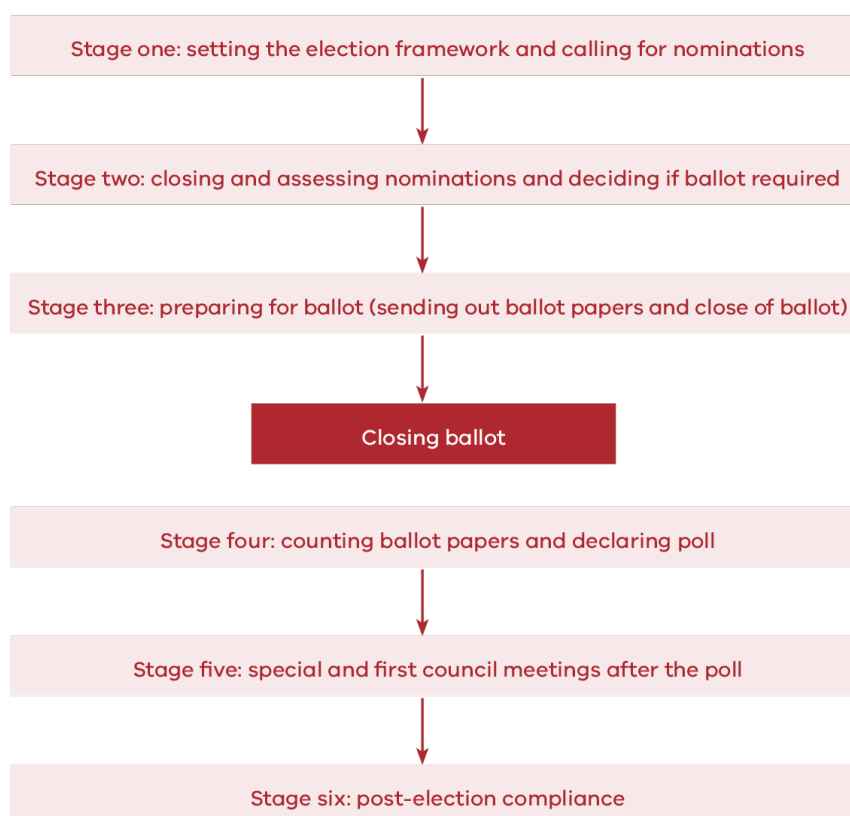 Stage one: setting the election framework and calling for nominations
Stage two: closing and assessing nominations and deciding if ballot required
Stage three: preparing for ballot (sending out ballot papers and close of ballot)
Closing ballot
Stage four: counting ballot papers and declaring poll
Stage five: special and first council meetings after the poll
Stage six: post-election compliance